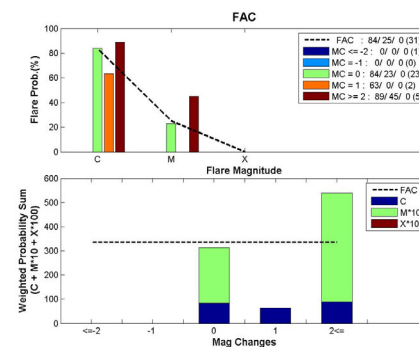 FAC
Flare Prob.(%)
100
80
60
40
20
0
C M X
Flare Magnitude
FAC : 84/ 25/ 0 (31
MC <= -2 : 0/ 0/ 0 (1
MC = -1 : 0/ 0/ 0 (0)
MC = 0 : 84/ 23/ 0 (23
MC = 1 : 63/ 0/ 0 (2)
MC >= 2 : 89/ 45/ 0 (5
Weighted Probability Sum
(C + M*10 + X*100)
600
500
400
300
200
100
0
<=-2 -1 0 1 2<=
Mag Changes
FAC
C
M*10
X*10